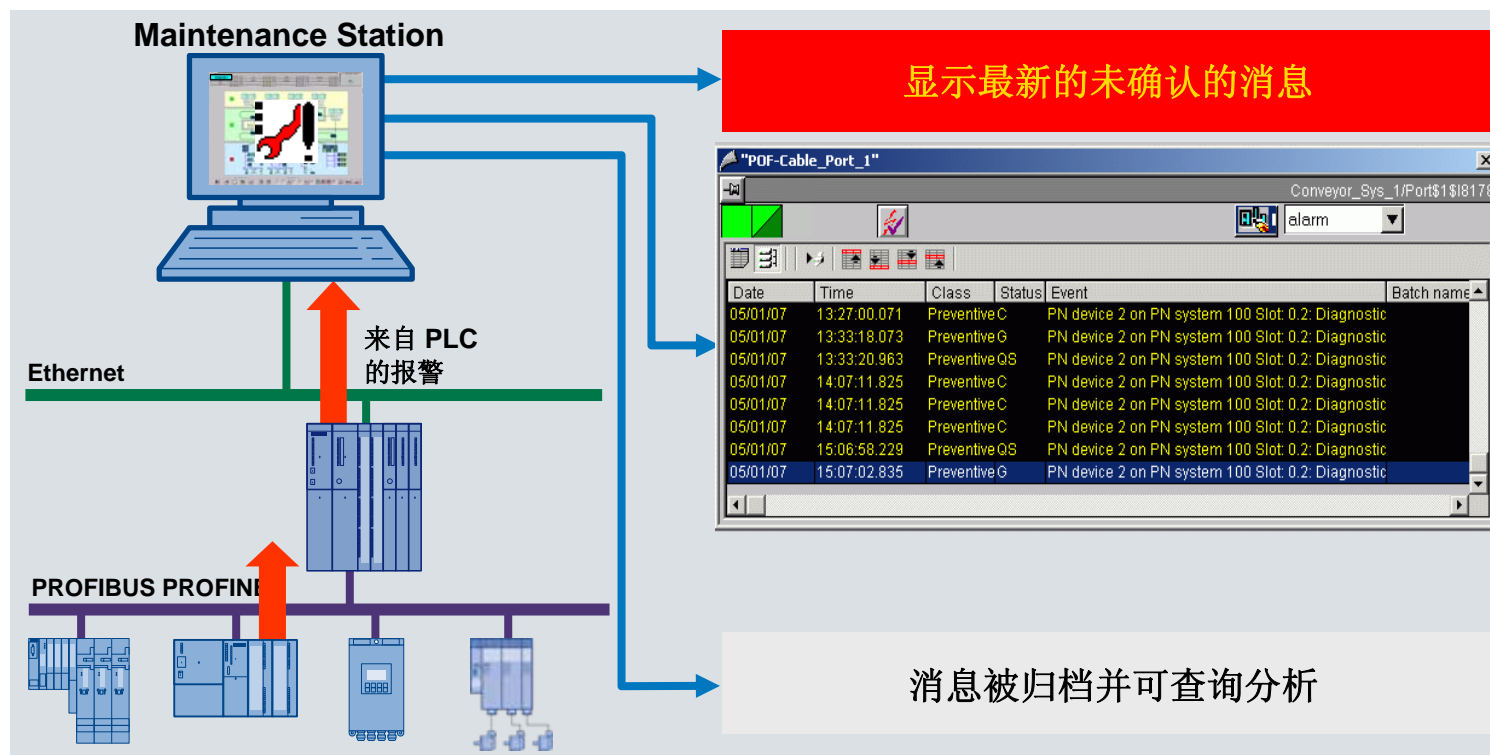 Maintenance Station
显示最新的未确认的消息
"POF-Cable_Port_1"
Conveyor_Sys_1/Port$1$I8178
alarm
Date Time Class Status Event Batch name
05/01/07 13:27:00.071 Preventive C PN device 2 on PN system 100 Slot: 0.2: Diagnostic
05/01/07 13:33:18.073 Preventive G PN device 2 on PN system 100 Slot: 0.2: Diagnostic
05/01/07 13:33:20.963 Preventive QS PN device 2 on PN system 100 Slot: 0.2: Diagnostic
05/01/07 14:07:11.825 Preventive C PN device 2 on PN system 100 Slot: 0.2: Diagnostic
05/01/07 14:07:11.825 Preventive C PN device 2 on PN system 100 Slot: 0.2: Diagnostic
05/01/07 14:07:11.825 Preventive C PN device 2 on PN system 100 Slot: 0.2: Diagnostic
05/01/07 15:06:58.229 Preventive QS PN device 2 on PN system 100 Slot: 0.2: Diagnostic
05/01/07 15:07:02.835 Preventive G PN device 2 on PN system 100 Slot: 0.2: Diagnostic
来自 PLC
的报警
Ethernet
PROFIBUS PROFINE
消息被归档并可查询分析